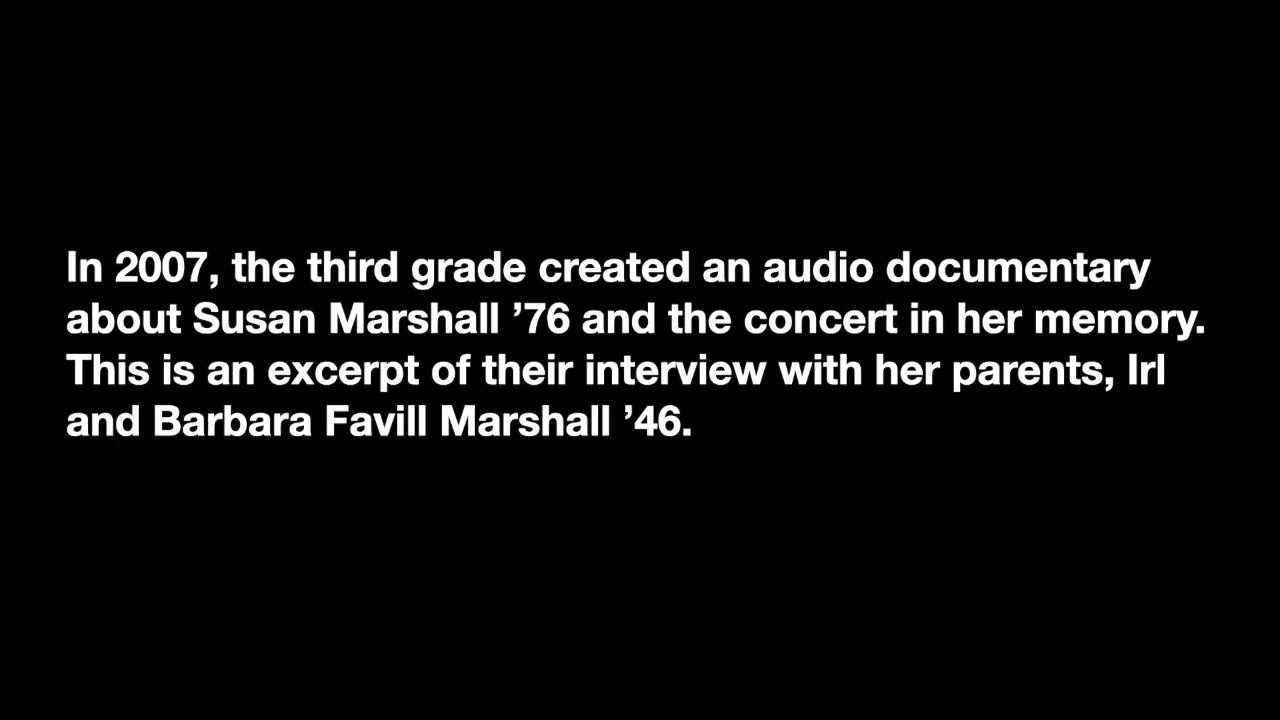 In 2007, the third grade created an audio documentary
about Susan Marshall ’76 and the concert in her memory.
This is an excerpt of their interview with her parents, Irl
and Barbara Favill Marshall ’46.